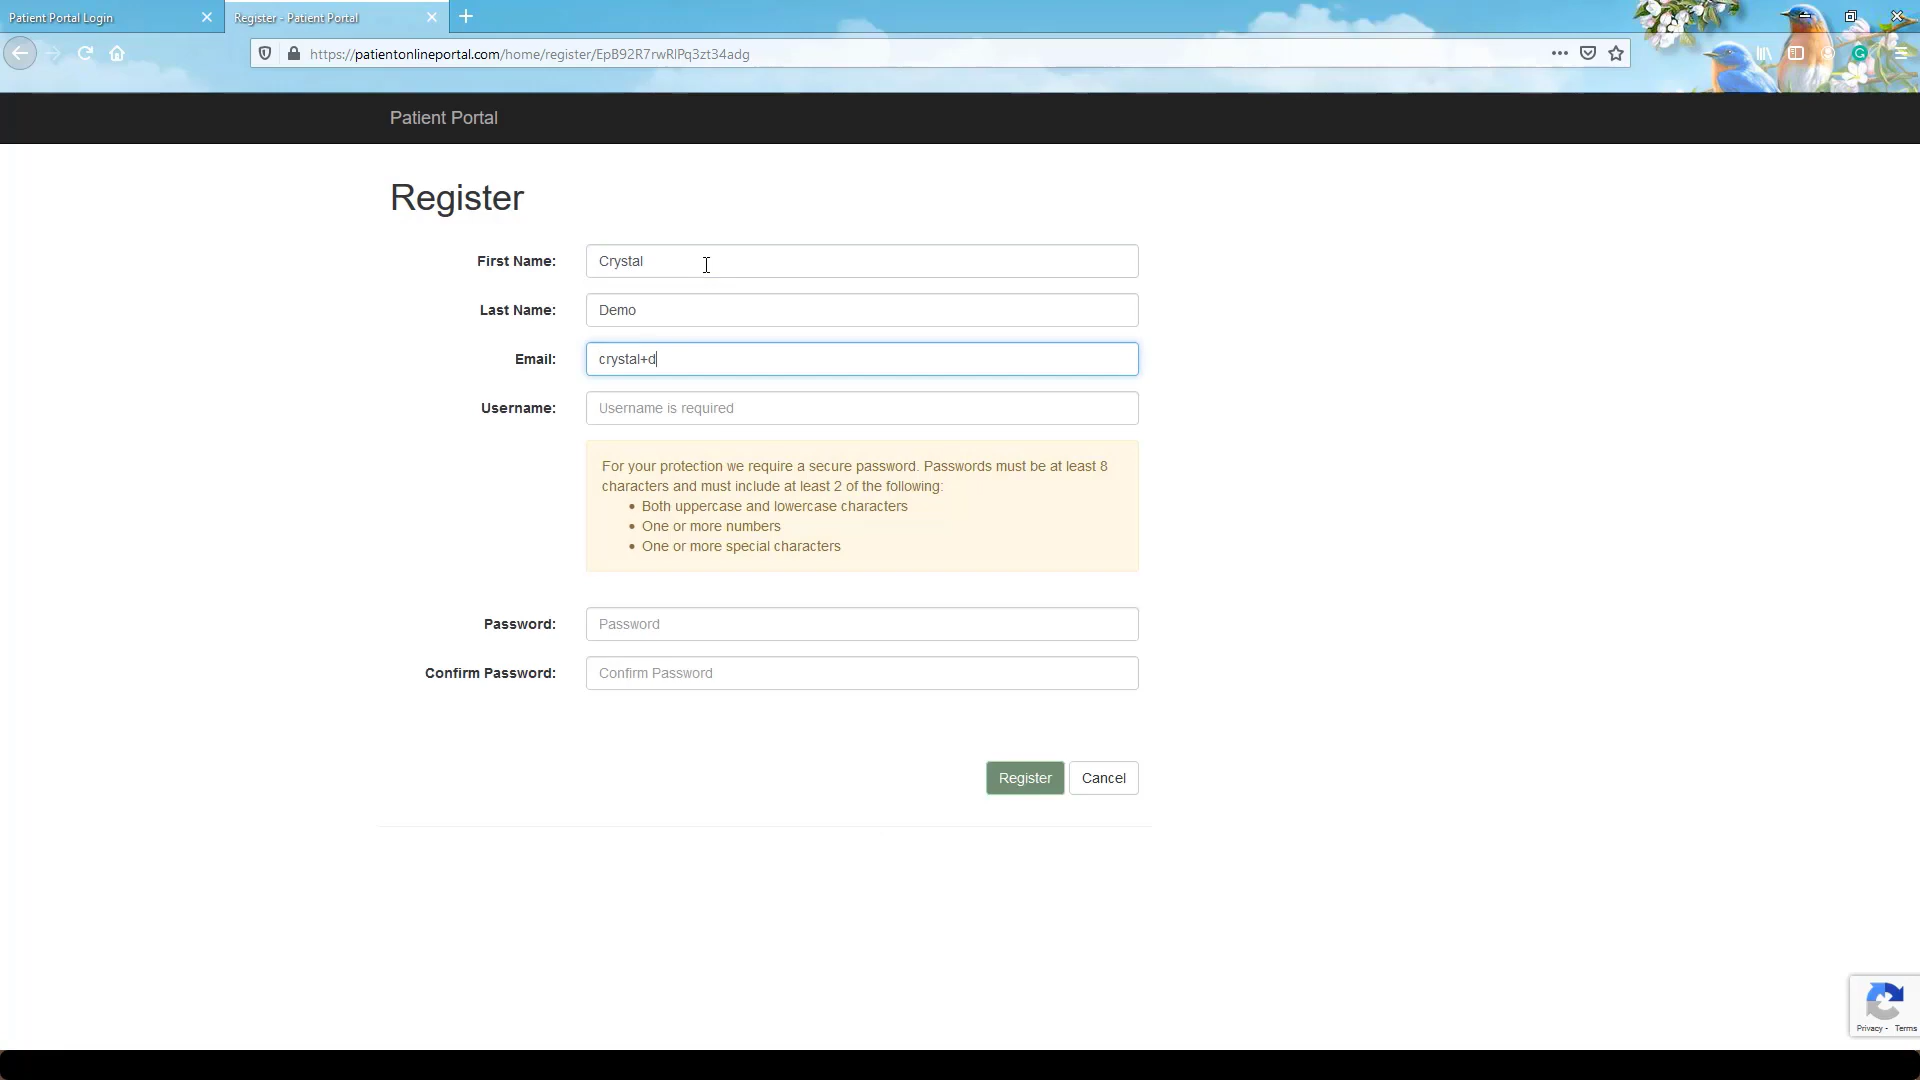 Patient Portal Login
Register - Patient Portal
https://patientonlineportal.com/home/register/EpB92R7rwRlPq3zt34adg
Patient Portal
Register
First Name: Crystal
Last Name: Demo
Email: crystal+d
Username: Username is required
For your protection we require a secure password. Passwords must be at least 8
characters and must include at least 2 of the following:
• Both uppercase and lowercase characters
• One or more numbers
• One or more special characters
Password: Password
Confirm Password: Confirm Password
Register Cancel
Privacy - Terms